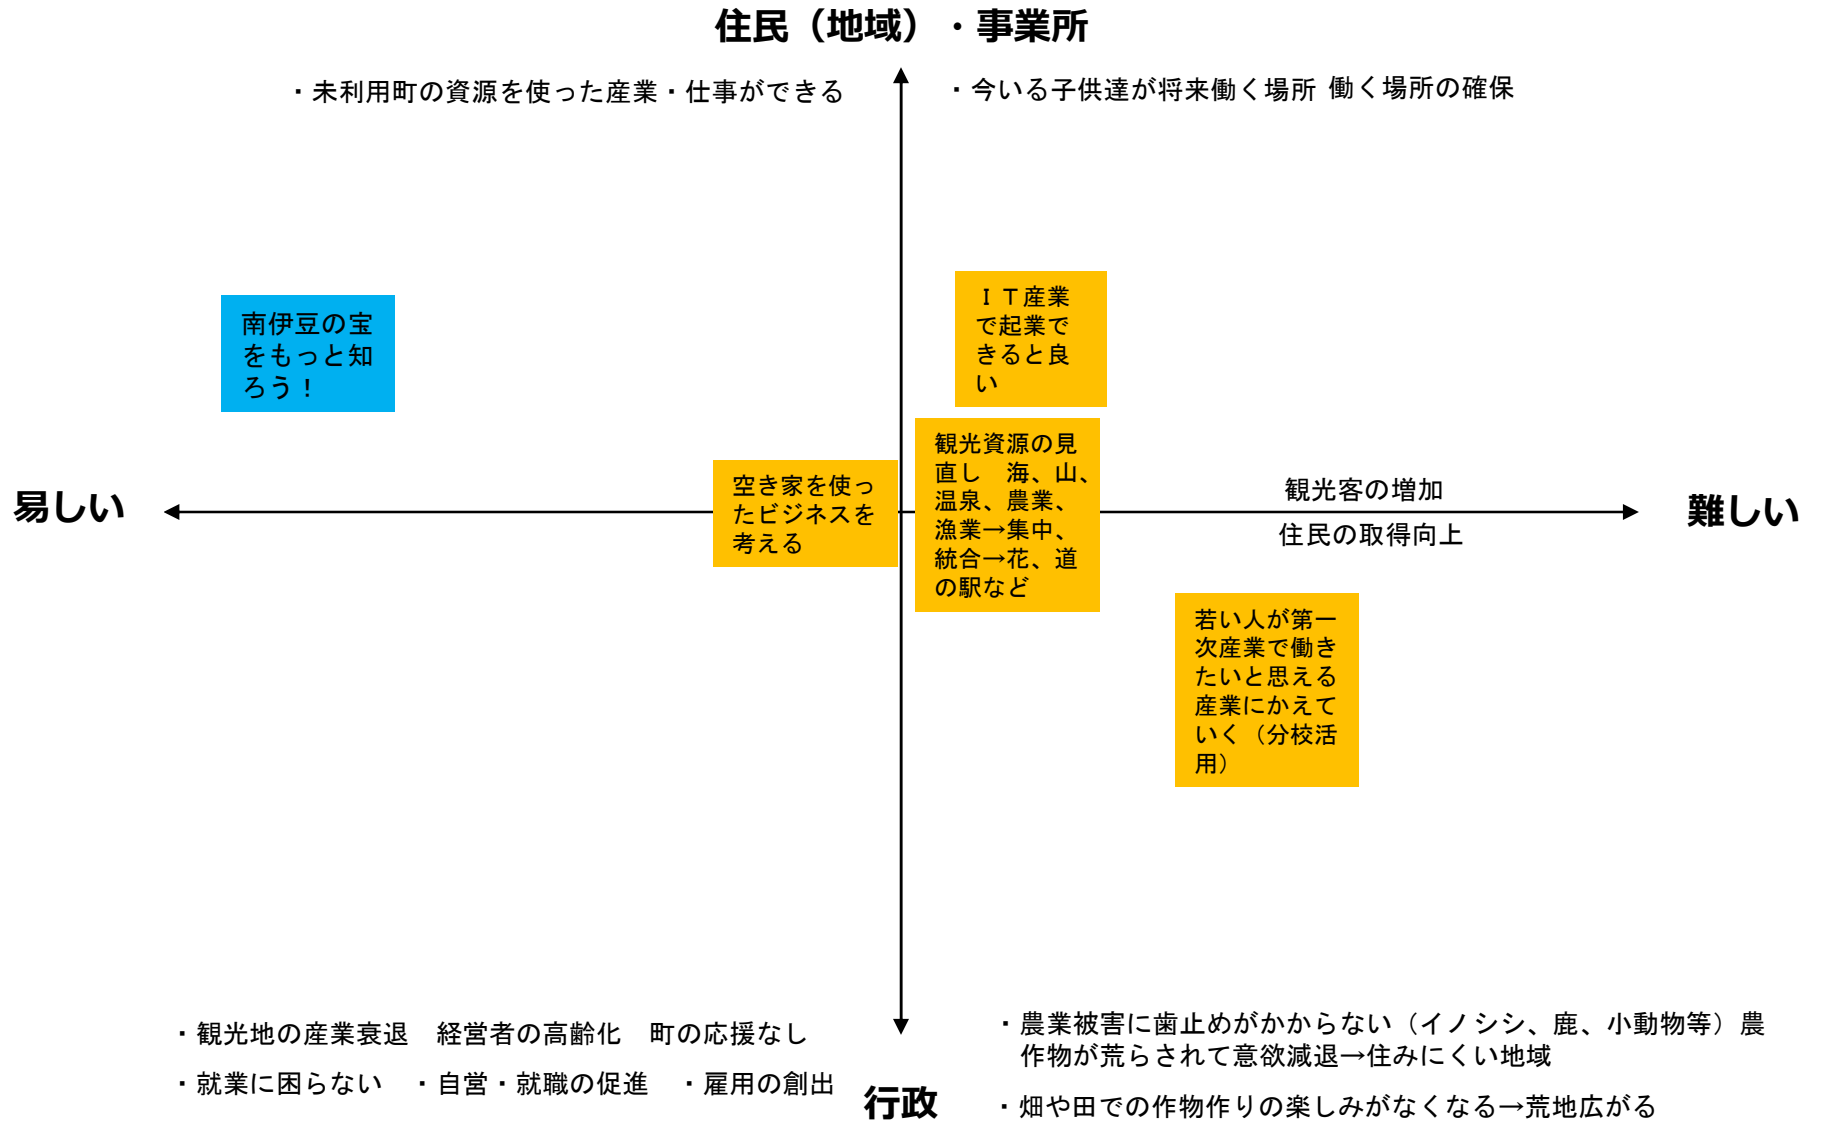 住民（地域）・事業所
・未利用町の資源を使った産業・仕事ができる
・今いる子供達が将来働く場所 働く場所の確保
南伊豆の宝
をもっと知
ろう！
ＩＴ産業
で起業で
きると良
い
観光資源の見
直し　海、山、
温泉、農業、
漁業→集中、
統合→花、道
の駅など
空き家を使っ
たビジネスを
考える
易しい
観光客の増加
住民の取得向上
難しい
若い人が第一
次産業で働き
たいと思える
産業にかえて
いく（分校活
用）
・観光地の産業衰退　経営者の高齢化　町の応援なし
・就業に困らない　・自営・就職の促進　・雇用の創出
行政
・農業被害に歯止めがかからない（イノシシ、鹿、小動物等）農
作物が荒らされて意欲減退→住みにくい地域
・畑や田での作物作りの楽しみがなくなる→荒地広がる